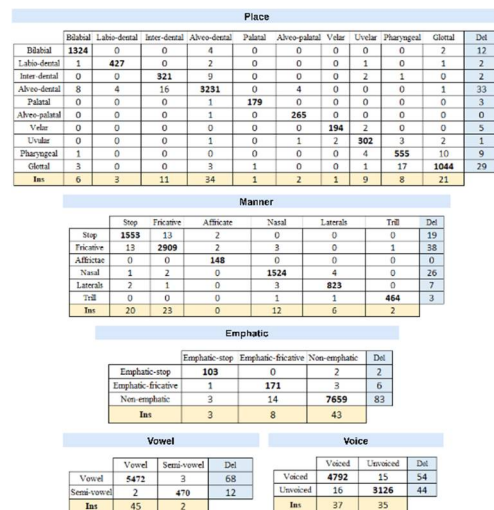 Place
Bilabial Labio-dental Inter-dental Alveo-dental Palatal Alveo-palatal Velar Uvelar Pharyngeal Glottal Del
Bilabial 1324 0 0 4 0 0 0 0 0 2 12
Labio-dental 1 427 0 2 0 0 0 1 0 1 2
Inter-dental 0 0 321 9 0 0 0 2 1 0 2
Alveo-dental 8 4 16 3231 0 4 0 0 0 1 33
Palatal 0 0 0 1 179 0 0 0 0 0 3
Alveo-palatal 0 0 0 1 0 265 0 0 0 0 0
Velar 0 0 0 0 0 0 194 2 0 0 5
Uvular 0 0 0 1 0 1 2 302 3 2 1
Pharyngeal 1 0 0 0 0 0 0 4 555 10 9
Glottal 3 0 0 3 1 0 0 1 17 1044 29
Ins 6 3 11 34 1 2 1 9 8 21
Manner
Stop Fricative Affricate Nasal Laterals Trill Del
Stop 1553 13 2 0 0 0 19
Fricative 13 2909 2 3 0 1 38
Affrictae 0 0 148 0 0 0 0
Nasal 1 2 0 1524 4 0 26
Laterals 2 1 0 3 823 0 7
Trill 0 0 0 1 1 464 3
Ins 20 23 0 12 6 2
Emphatic
Emphatic-stop Emphatic-fricative Non-emphatic Del
Emphatic-stop 103 0 2 2
Emphatic-fricative 1 171 3 6
Non-emphatic 3 14 7659 83
Ins 3 8 43
Vowel
Vowel Semi-vowel Del
Vowel 5472 3 68
Semi-vowel 2 470 12
Ins 45 2
Voice
Voiced Unvoiced Del
Voiced 4792 15 54
Unvoiced 16 3126 44
Ins 37 35